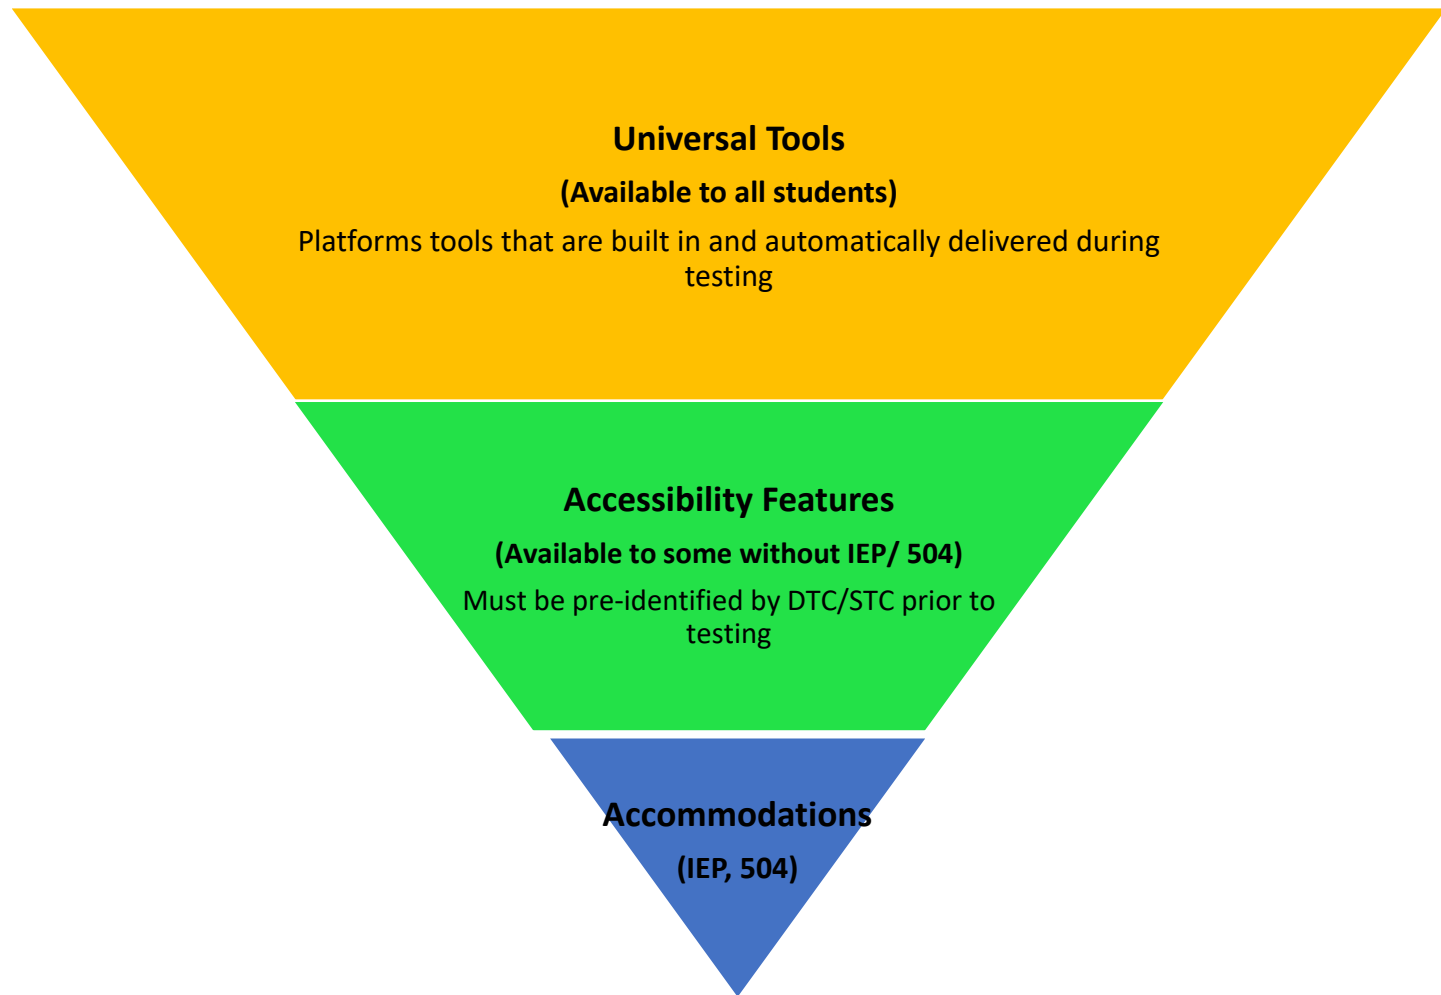 Universal Tools
(Available to all students)
Platforms tools that are built in and automatically delivered during
testing
Accessibility Features
(Available to some without IEP/ 504)
Must be pre-identified by DTC/STC prior to
testing
Accommodations
(IEP, 504)